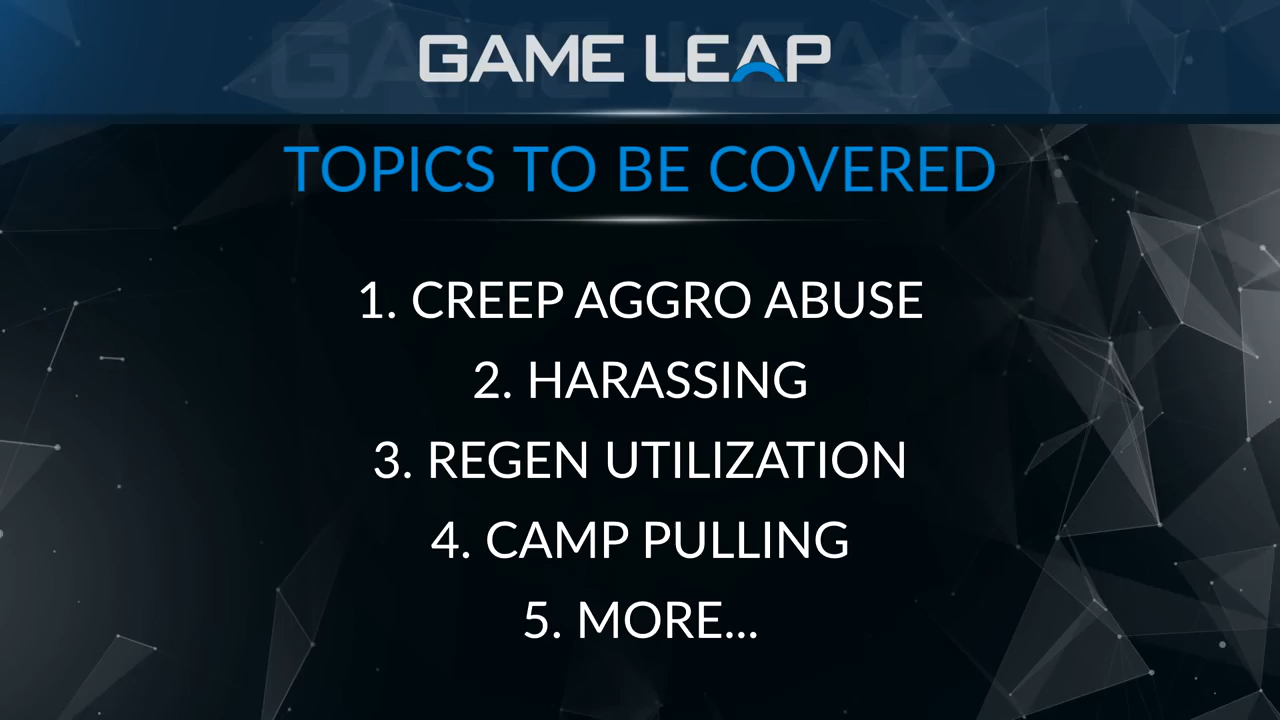 GAME LEAP
TOPICS TO BE COVERED
1. CREEP AGGRO ABUSE
2. HARASSING
3. REGEN UTILIZATION
4. CAMP PULLING
5. MORE...